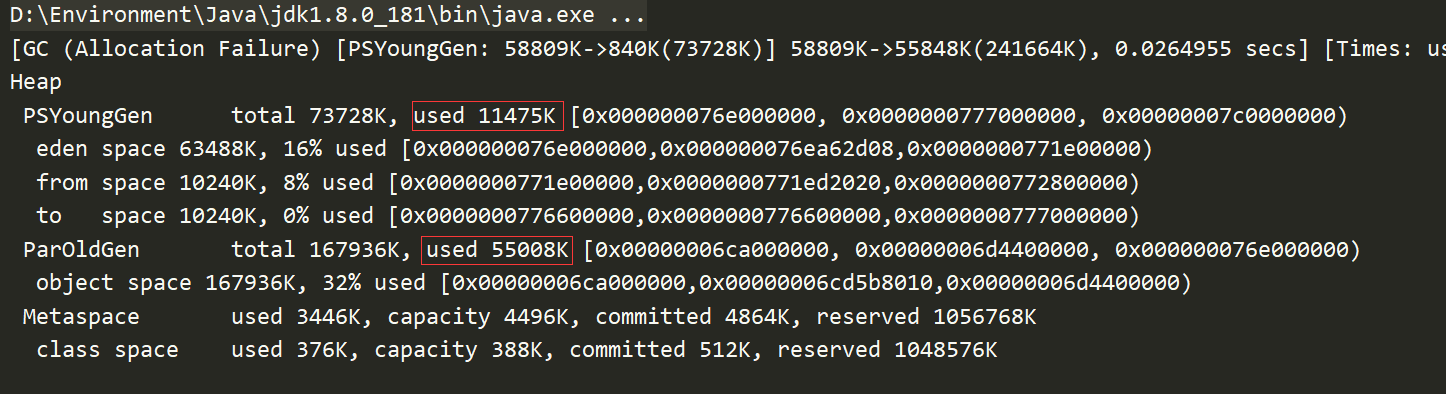 D:\Environment\Java\jdk1.8.0_181\bin\java.exe ...
[GC (Allocation Failure) [PSYoungGen: 58809K->840K(73728K)] 58809K->55848K(241664K), 0.0264955 secs] [Times: us
Heap
PSYoungGen      total 73728K, used 11475K [0x000000076e000000, 0x0000000777000000, 0x00000007c0000000)
eden space 63488K, 16% used [0x000000076e000000,0x000000076ea62d08,0x0000000771e00000)
from space 10240K, 8% used [0x0000000771e00000,0x0000000771ed2020,0x0000000772800000)
to   space 10240K, 0% used [0x0000000776600000,0x0000000776600000,0x0000000777000000)
ParOldGen       total 167936K, used 55008K [0x00000006ca000000, 0x00000006d4400000, 0x000000076e000000)
object space 167936K, 32% used [0x00000006ca000000,0x00000006cd5b8010,0x00000006d4400000)
Metaspace       used 3446K, capacity 4496K, committed 4864K, reserved 1056768K
class space    used 376K, capacity 388K, committed 512K, reserved 1048576K